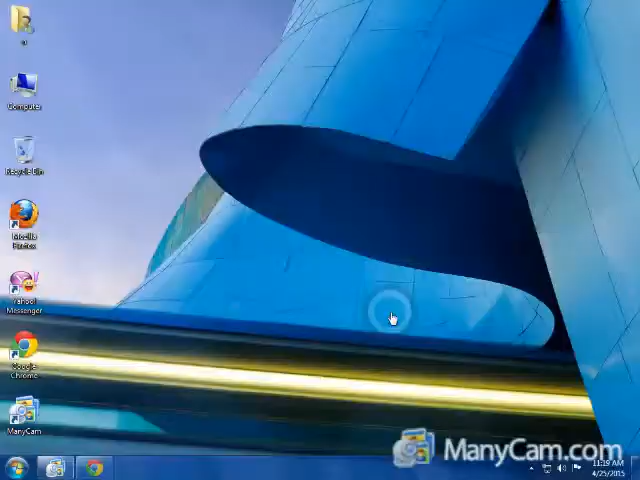 Computer
Recycle Bin
Mozilla
Firefox
Yahoo!
Messenger
Google
Chrome
ManyCam
ManyCam.com
11:19 AM
4/25/2015